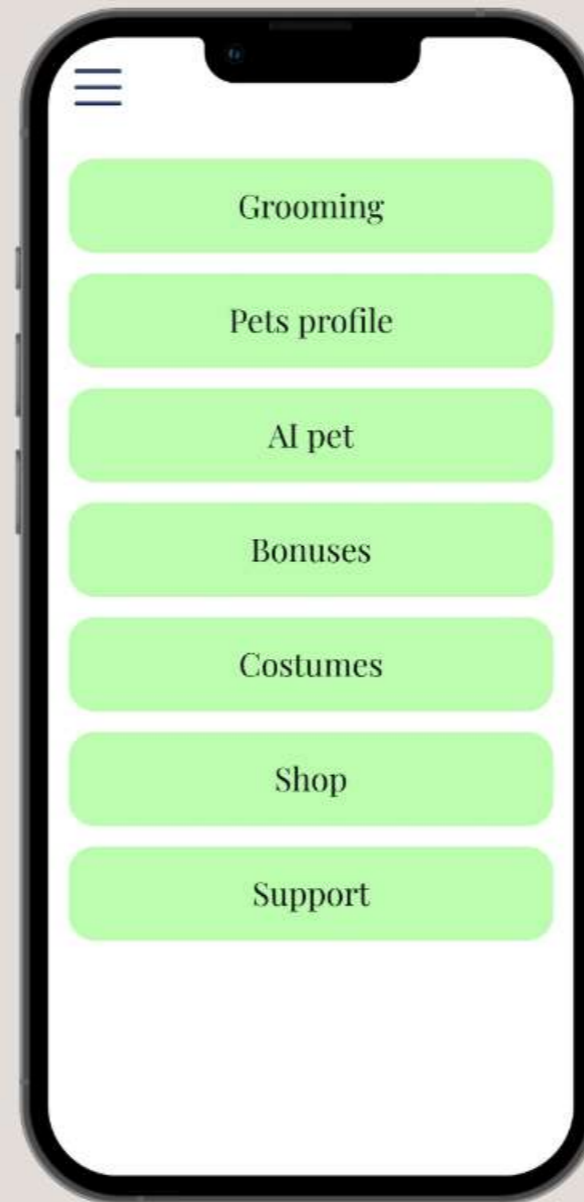 Grooming
Pets profile
AI pet
Bonuses
Costumes
Shop
Support